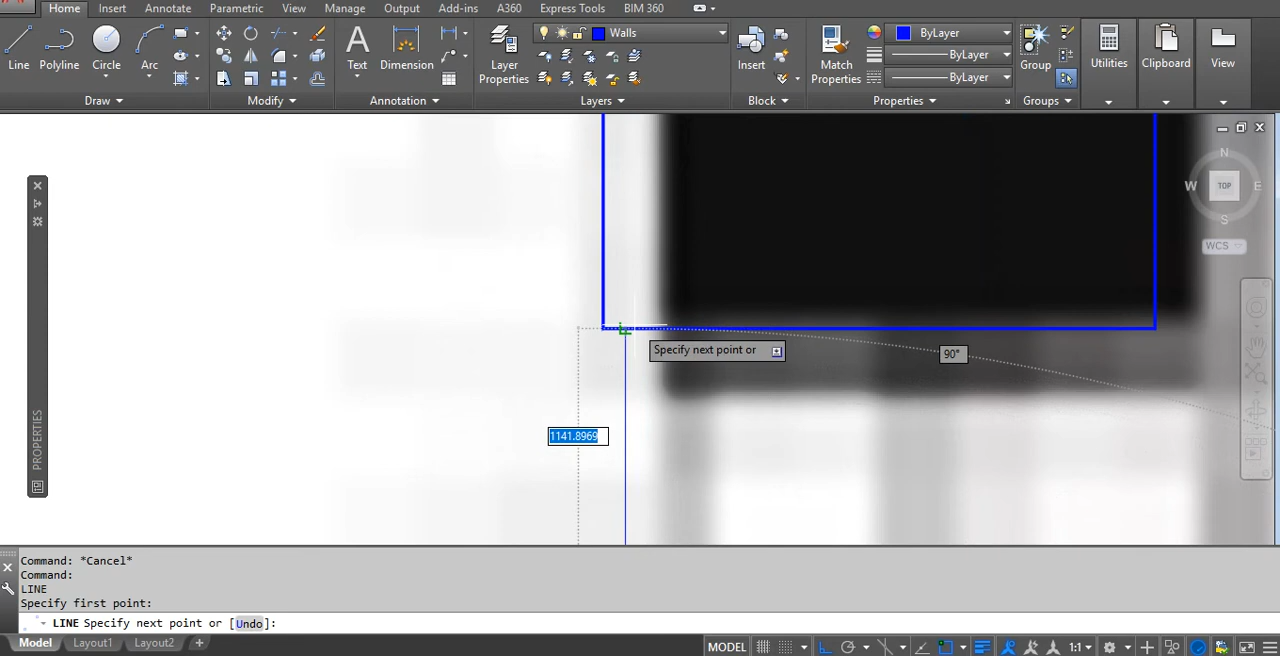 Home Insert Annotate Parametric View Manage Output Add-ins A360 Express Tools BIM 360
Walls
ByLayer
ByLayer
ByLayer
Line Polyline Circle Arc
Text Dimension
Layer Properties
Insert
Match Properties
Group
Utilities
Clipboard
View
Draw Modify Annotation Layers Block Properties Groups
N
W TOP E
S
WCS
Specify next point or
90°
1141.8969
PROPERTIES
Command: *Cancel*
Command:
LINE
Specify first point:
LINE Specify next point or [Undo]:
Model Layout1 Layout2 +
MODEL 1:1